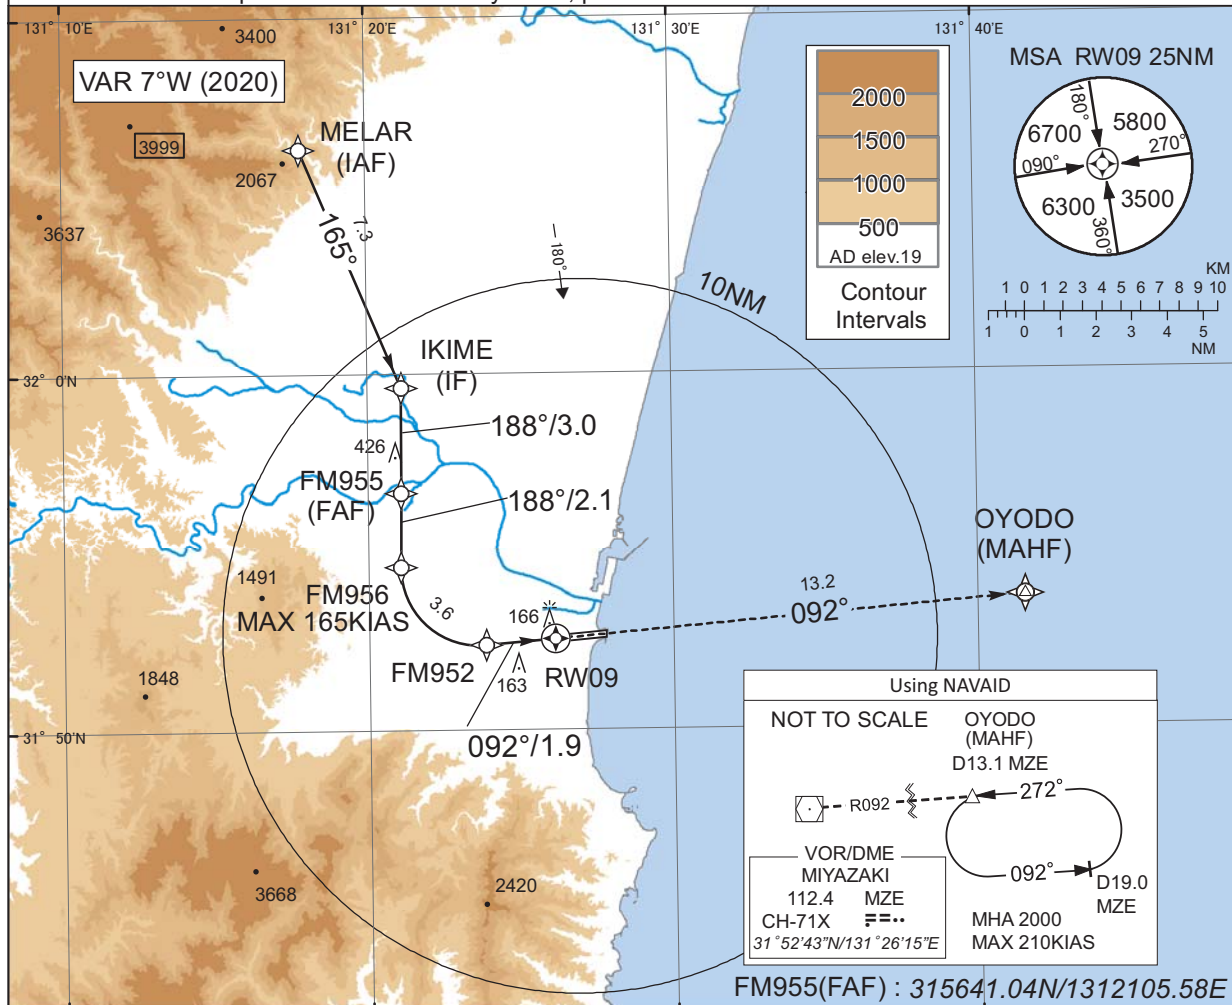 131°10′E
131°20′E
131°30′E
131°40′E
3400
VAR 7°W (2020)
3999
2067
3637
MELAR
(IAF)
7.3
165°
180°
10NM
2000
1500
1000
500
AD elev.19
Contour
Intervals
MSA RW09 25NM
180°
6700
5800
090°
270°
6300
3500
360°
KM
1 0 1 2 3 4 5 6 7 8 9 10
1 0 1 2 3 4 5
NM
IKIME
(IF)
32°0′N
188°/3.0
426
FM955
(FAF)
188°/2.1
OYODO
(MAHF)
1491
FM956
MAX 165KIAS
3.6
166
13.2
092°
FM952
163
RW09
1848
31°50′N
092°/1.9
3668
2420
Using NAVAID
NOT TO SCALE
OYODO
(MAHF)
D13.1 MZE
R092
272°
092°
D19.0
MZE
VOR/DME
MIYAZAKI
112.4 MZE
CH-71X
31°52'43"N/131°26'15"E
MHA 2000
MAX 210KIAS
FM955(FAF) : 315641.04N/1312105.58E